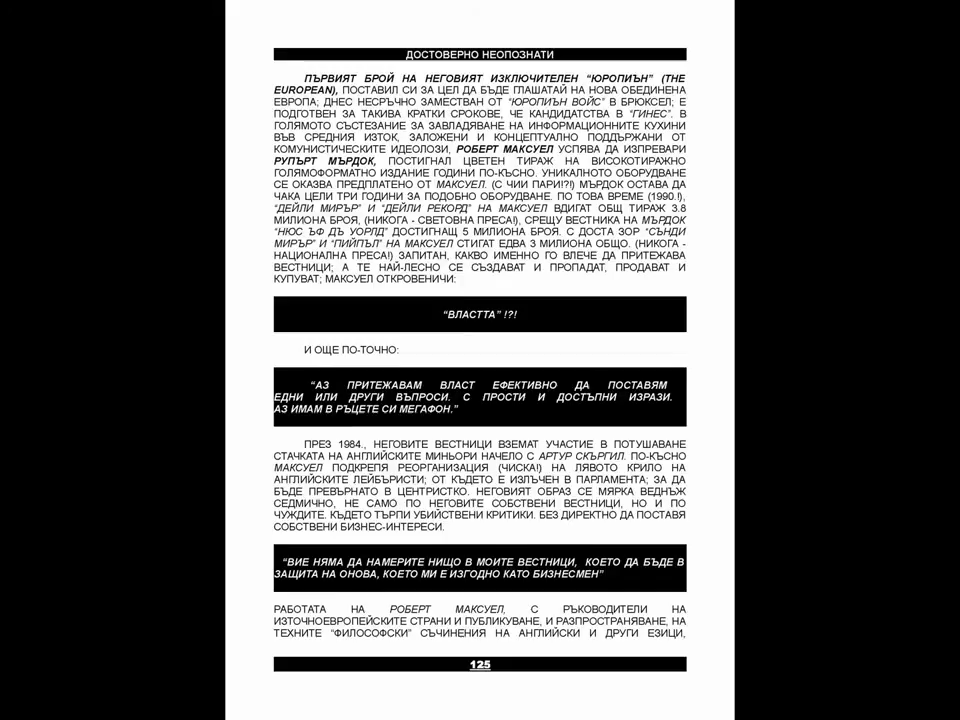 ДОСТОВЕРНО НЕОПОЗНАТИ
ПЪРВИЯТ БРОЙ НА НЕГОВИЯТ ИЗКЛЮЧИТЕЛЕН “ЮРОПИЪН” (THE
EUROPEAN), ПОСТАВИЛ СИ ЗА ЦЕЛ ДА БЪДЕ ГЛАШАТАЙ НА НОВА ОБЕДИНЕНА
ЕВРОПА; ДНЕС НЕСРЪЧНО ЗАМЕСТВАН ОТ “ЮРОПИЪН ВОЙС” В БРЮКСЕЛ; Е
ПОДГОТВЕН ЗА ТАКИВА КРАТКИ СРОКОВЕ, ЧЕ КАНДИДАТСТВА В “ГИНЕС”. В
ГОЛЯМОТО СЪСТЕЗАНИЕ ЗА ЗАВЛАДЯВАНЕ НА ИНФОРМАЦИОННИТЕ КУХИНИ
ВЪВ СРЕДНИЯ ИЗТОК, ЗАЛОЖЕНИ И КОНЦЕПТУАЛНО ПОДДЪРЖАНИ ОТ
КОМУНИСТИЧЕСКИТЕ ИДЕОЛОЗИ, РОБЕРТ МАКСУЕЛ УСПЯВА ДА ИЗПРЕВАРИ
РУПЪРТ МЪРДОК, ПОСТИГНАЛ ЦВЕТЕН ТИРАЖ НА ВИСОКОТИРАЖНО
ГОЛЯМОФОРМАТНО ИЗДАНИЕ ГОДИНИ ПО-КЪСНО. УНИКАЛНОТО ОБОРУДВАНЕ
СЕ ОКАЗВА ПРЕДПЛАТЕНО ОТ МАКСУЕЛ. (С ЧИИ ПАРИ!?!) МЪРДОК ОСТАВА ДА
ЧАКА ЦЕЛИ ТРИ ГОДИНИ ЗА ПОДОБНО ОБОРУДВАНЕ. ПО ТОВА ВРЕМЕ (1990.!),
“ДЕЙЛИ МИРЪР” И “ДЕЙЛИ РЕКОРД” НА МАКСУЕЛ ВДИГАТ ОБЩ ТИРАЖ 3.8
МИЛИОНА БРОЯ, (НИКОГА - СВЕТОВНА ПРЕСА!), СРЕЩУ ВЕСТНИКА НА МЪРДОК
“НЮС ЪФ ДЪ УОРЛД” ДОСТИГНАЩ 5 МИЛИОНА БРОЯ. С ДОСТА ЗОР “СЪНДИ
МИРЪР” И “ПИЙПЪЛ” НА МАКСУЕЛ СТИГАТ ЕДВА 3 МИЛИОНА ОБЩО. (НИКОГА -
НАЦИОНАЛНА ПРЕСА!) ЗАПИТАН, КАКВО ИМЕННО ГО ВЛЕЧЕ ДА ПРИТЕЖАВА
ВЕСТНИЦИ; А ТЕ НАЙ-ЛЕСНО СЕ СЪЗДАВАТ И ПРОПАДАТ, ПРОДАВАТ И
КУПУВАТ; МАКСУЕЛ ОТКРОВЕНИЧИ:
“ВЛАСТТА” !?!
И ОЩЕ ПО-ТОЧНО:
“АЗ ПРИТЕЖАВАМ ВЛАСТ ЕФЕКТИВНО ДА ПОСТАВЯМ
ЕДНИ ИЛИ ДРУГИ ВЪПРОСИ. С ПРОСТИ И ДОСТЪПНИ ИЗРАЗИ.
АЗ ИМАМ В РЪЦЕТЕ СИ МЕГАФОН.”
ПРЕЗ 1984., НЕГОВИТЕ ВЕСТНИЦИ ВЗЕМАТ УЧАСТИЕ В ПОТУШАВАНЕ
СТАЧКАТА НА АНГЛИЙСКИТЕ МИНЬОРИ НАЧЕЛО С АРТУР СКЪРГИЛ. ПО-КЪСНО
МАКСУЕЛ ПОДКРЕПЯ РЕОРГАНИЗАЦИЯ (ЧИСКА!) НА ЛЯВОТО КРИЛО НА
АНГЛИЙСКИТЕ ЛЕЙБЪРИСТИ; ОТ КЪДЕТО Е ИЗЛЪЧЕН В ПАРЛАМЕНТА; ЗА ДА
БЪДЕ ПРЕВЪРНАТО В ЦЕНТРИСТКО. НЕГОВИЯТ ОБРАЗ СЕ МЯРКА ВЕДНЪЖ
СЕДМИЧНО, НЕ САМО ПО НЕГОВИТЕ СОБСТВЕНИ ВЕСТНИЦИ, НО И ПО
ЧУЖДИТЕ. КЪДЕТО ТЪРПИ УБИЙСТВЕНИ КРИТИКИ. БЕЗ ДИРЕКТНО ДА ПОСТАВЯ
СОБСТВЕНИ БИЗНЕС-ИНТЕРЕСИ.
“ВИЕ НЯМА ДА НАМЕРИТЕ НИЩО В МОИТЕ ВЕСТНИЦИ, КОЕТО ДА БЪДЕ В
ЗАЩИТА НА ОНОВА, КОЕТО МИ Е ИЗГОДНО КАТО БИЗНЕСМЕН”
РАБОТАТА НА РОБЕРТ МАКСУЕЛ, С РЪКОВОДИТЕЛИ НА
ИЗТОЧНОЕВРОПЕЙСКИТЕ СТРАНИ И ПУБЛИКУВАНЕ, И РАЗПРОСТРАНЯВАНЕ, НА
ТЕХНИТЕ “ФИЛОСОФСКИ” СЪЧИНЕНИЯ НА АНГЛИЙСКИ И ДРУГИ ЕЗИЦИ,
125